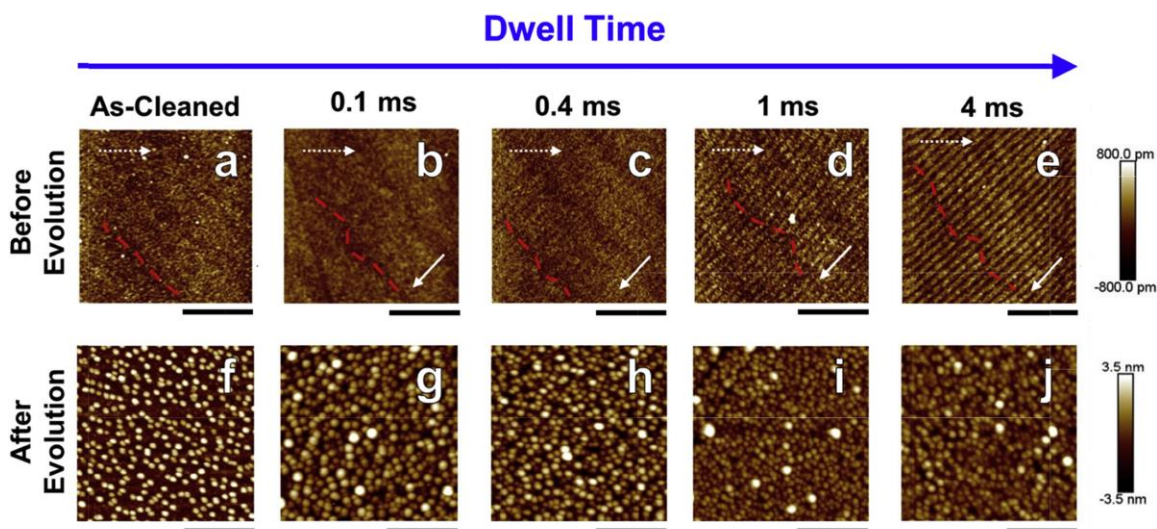 Dwell Time
As-Cleaned 0.1 ms 0.4 ms 1 ms 4 ms
Before
Evolution
a b c d e
800.0 pm
-800.0 pm
After
Evolution
f g h i j
3.5 nm
-3.5 nm